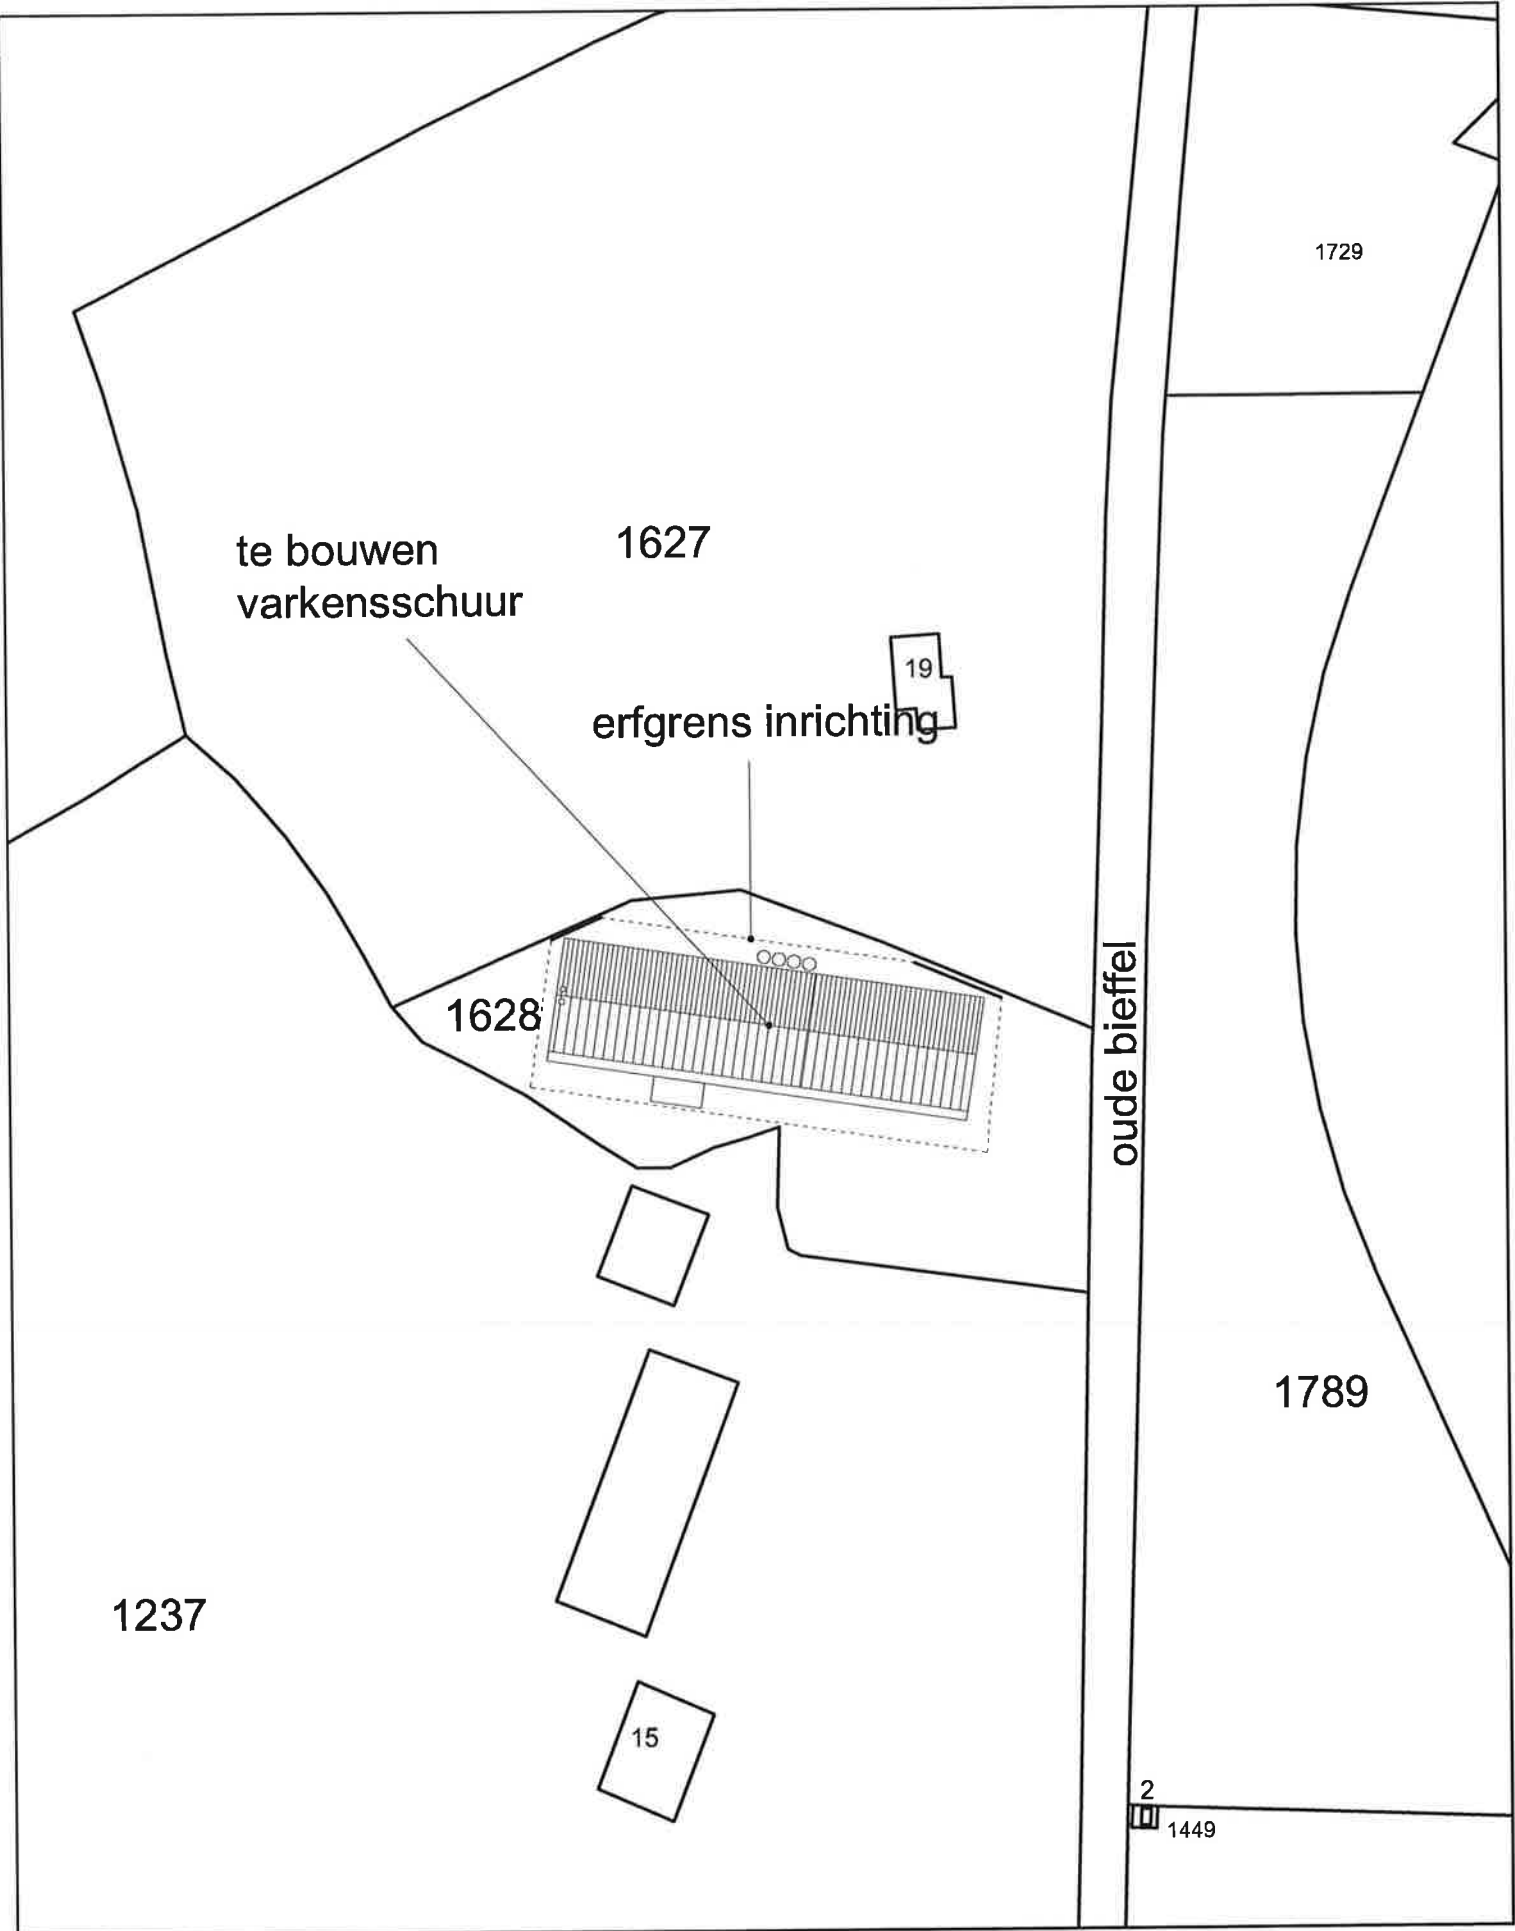 1729
te bouwen
varkensschuur
1627
19
erfgrens inrichting
1628
oude bieffel
1789
1237
15
2
1449